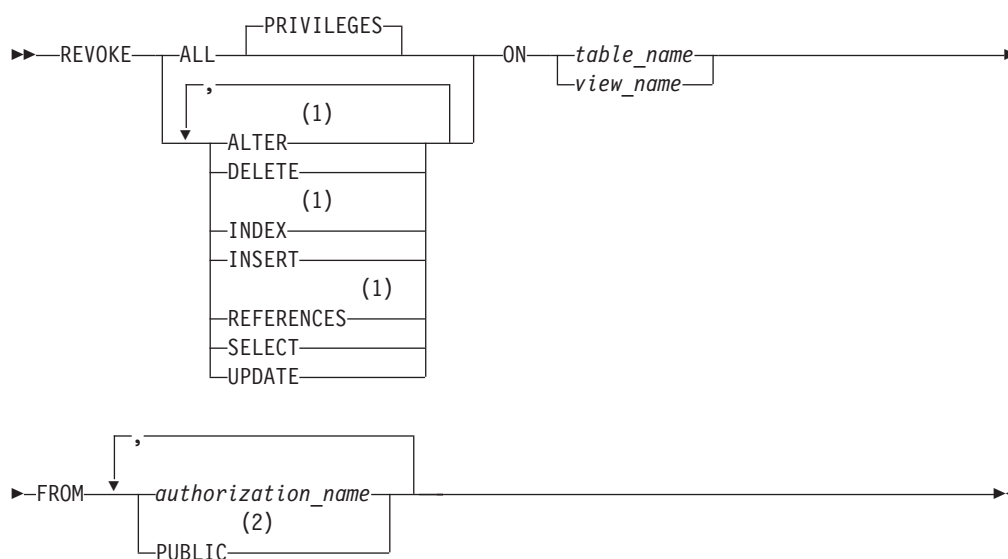 PRIVILEGES
REVOKE ALL ON table_name
view_name
,
(1)
ALTER
DELETE
(1)
INDEX
INSERT
(1)
REFERENCES
SELECT
UPDATE
,
FROM authorization_name
(2)
PUBLIC